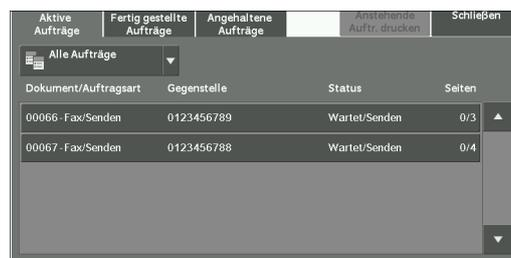 Aktive Aufträge
Fertig gestellte Aufträge
Angehaltene Aufträge
Anstehende Auftr. drucken
Schließen
Alle Aufträge
Dokument/Auftragsart Gegenstelle Status Seiten
00066 - Fax/Senden 0123456789 Wartet/Senden 0/3
00067 - Fax/Senden 0123456788 Wartet/Senden 0/4